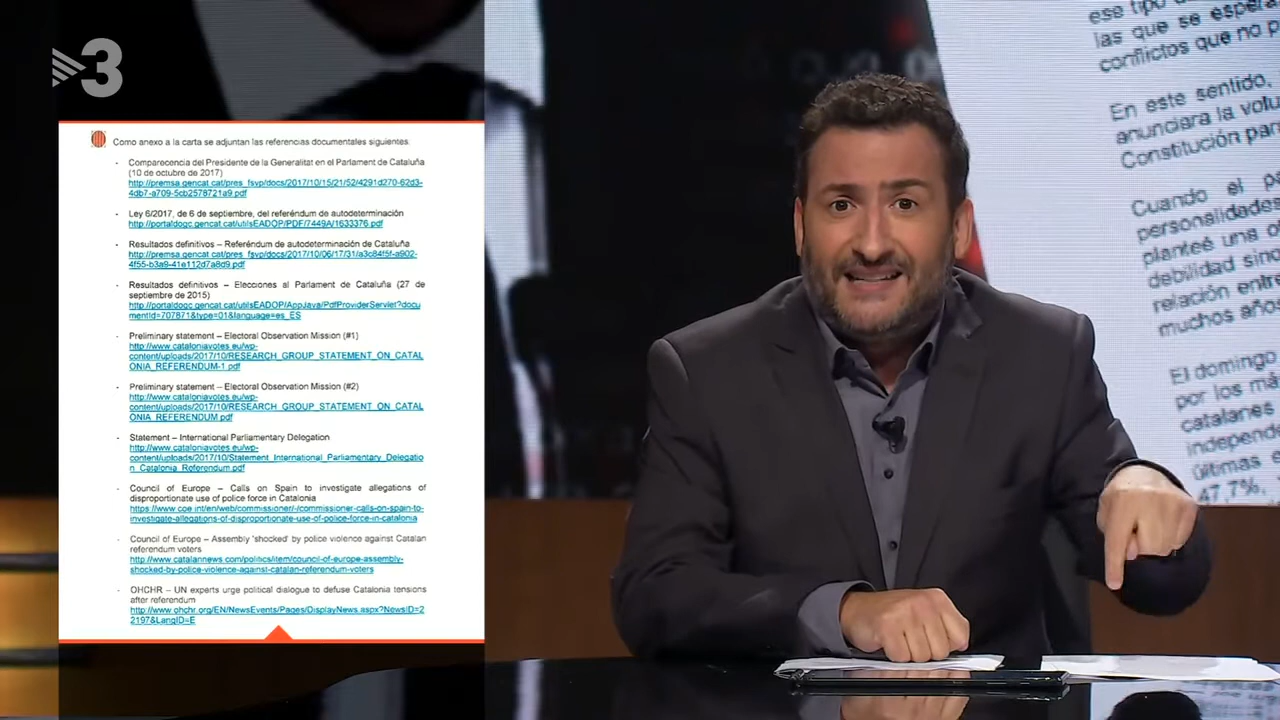 3
Como anexo a la carta se adjuntan las referencias documentales siguientes:
- Comparecencia del Presidente de la Generalitat en el Parlament de Cataluña
(10 de octubre de 2017)
http://premsa.gencat.cat/pres_fsvp/docs/2017/10/15/21/52/4291d270-62d3-
4db7-a709-5cb2578721a9.pdf
- Ley 6/2017, de 6 de septiembre, del referéndum de autodeterminación
http://portaldogc.gencat.cat/utilsEADOP/PDF/7449A/1633376.pdf
- Resultados definitivos – Referéndum de autodeterminación de Cataluña
http://premsa.gencat.cat/pres_fsvp/docs/2017/10/06/17/31/a3c84f5f-a902-
4f55-b3a9-41e112d7a8d9.pdf
- Resultados definitivos – Elecciones al Parlament de Cataluña (27 de
septiembre de 2015)
http://portaldogc.gencat.cat/utilsEADOP/AppJava/PdfProviderServlet?docu
mentId=707871&type=01&language=es_ES
- Preliminary statement – Electoral Observation Mission (#1)
http://www.cataloniavotes.eu/wp-
content/uploads/2017/10/RESEARCH_GROUP_STATEMENT_ON_CATAL
ONIA_REFERENDUM-1.pdf
- Preliminary statement – Electoral Observation Mission (#2)
http://www.cataloniavotes.eu/wp-
content/uploads/2017/10/RESEARCH_GROUP_STATEMENT_ON_CATAL
ONIA_REFERENDUM.pdf
- Statement – International Parliamentary Delegation
http://www.cataloniavotes.eu/wp-
content/uploads/2017/10/Statement_International_Parliamentary_Delegatio
n_Catalonia_Referendum.pdf
- Council of Europe – Calls on Spain to investigate allegations of
disproportionate use of police force in Catalonia
https://www.coe.int/en/web/commissioner/-/commissioner-calls-on-spain-to-
investigate-allegations-of-disproportionate-use-of-police-force-in-catalonia
- Council of Europe – Assembly 'shocked' by police violence against Catalan
referendum voters
http://www.catalannews.com/politics/item/council-of-europe-assembly-
shocked-by-police-violence-against-catalan-referendum-voters
- OHCHR – UN experts urge political dialogue to defuse Catalonia tensions
after referendum
http://www.ohchr.org/EN/NewsEvents/Pages/DisplayNews.aspx?NewsID=2
2197&LangID=E
ese tipo
las que se
conflictos que no
En este sentido,
anunciara la
Constitución
Cuando el
personalidades
planteé una
debilidad
relación entre
muchos años
El domingo
por los
catalanes
últimas
47,7%,